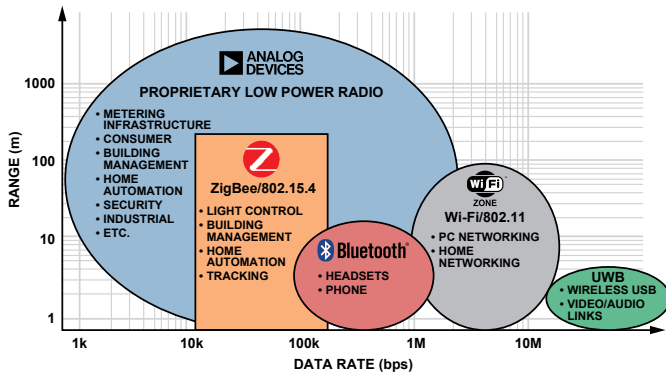 ANALOG
DEVICES
PROPRIETARY LOW POWER RADIO
• METERING
INFRASTRUCTURE
• CONSUMER
• BUILDING
MANAGEMENT
• HOME
AUTOMATION
• SECURITY
• INDUSTRIAL
• ETC.
ZigBee/802.15.4
• LIGHT CONTROL
• BUILDING
MANAGEMENT
• HOME
AUTOMATION
• TRACKING
Bluetooth®
• HEADSETS
• PHONE
Wi Fi
ZONE
Wi-Fi/802.11
• PC NETWORKING
• HOME
NETWORKING
UWB
• WIRELESS USB
• VIDEO/AUDIO
LINKS
RANGE (m)
1000
100
10
1
1k
10k
100k
1M
10M
DATA RATE (bps)